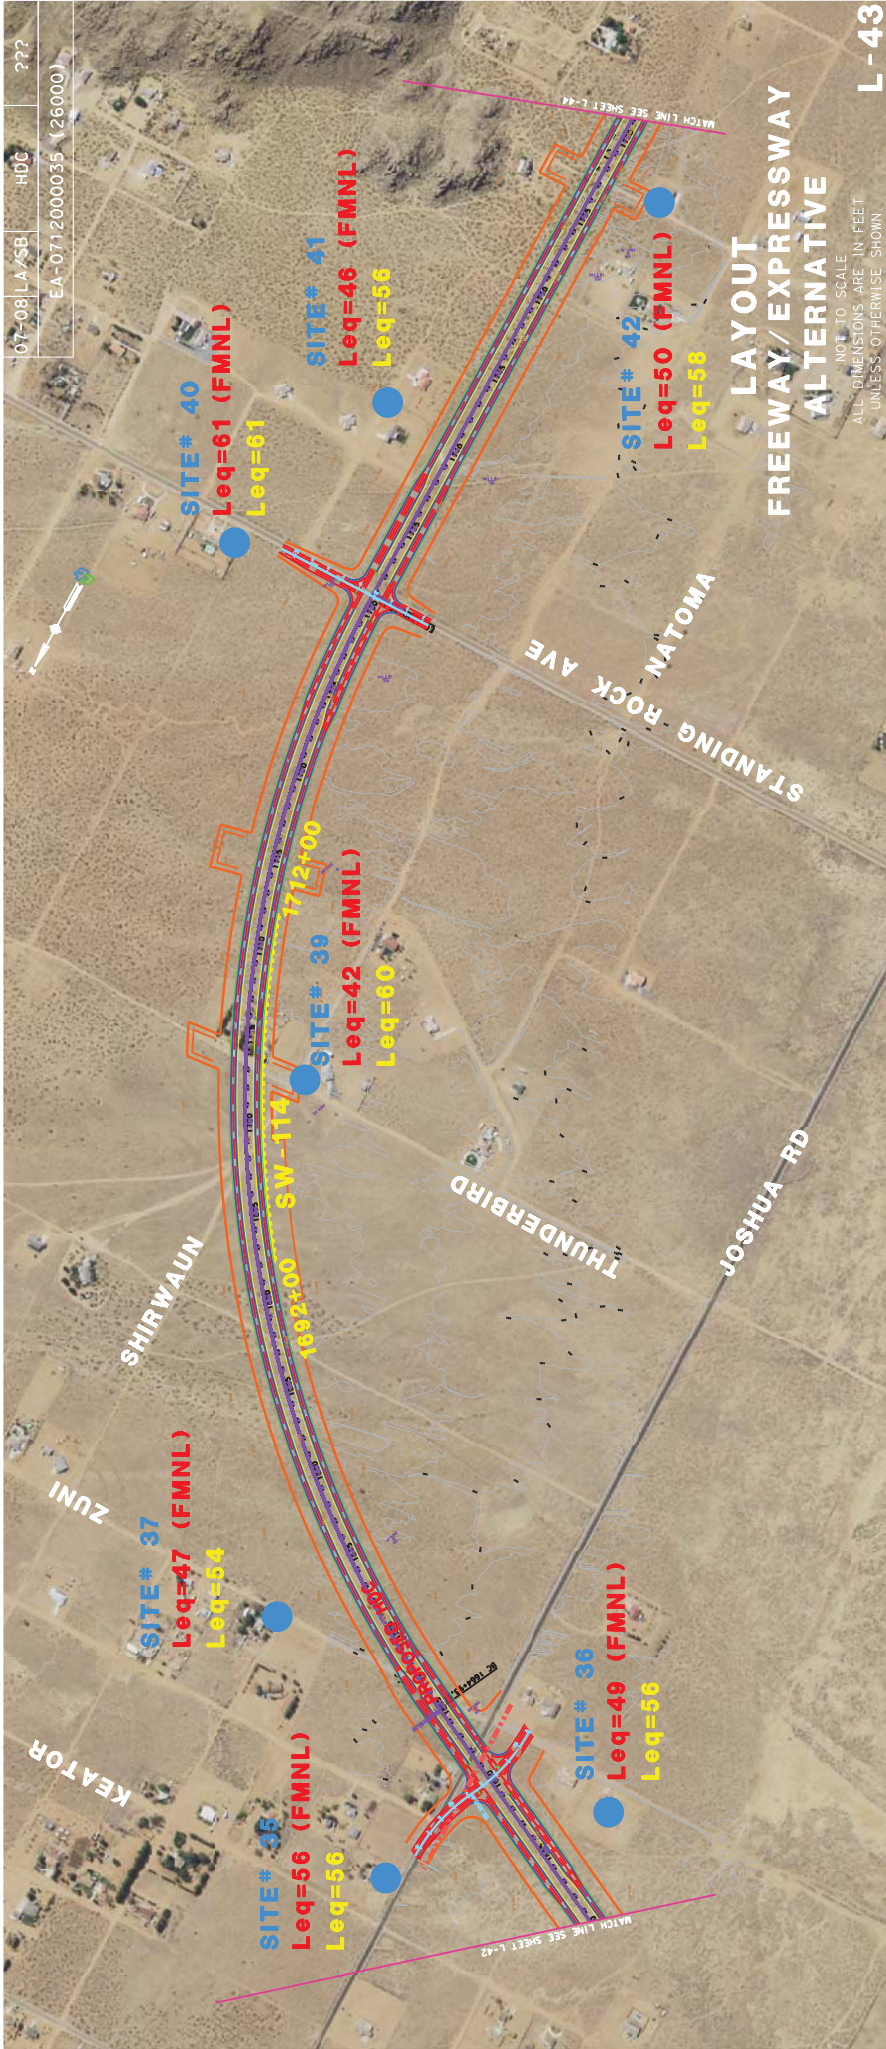 07-08 LA/SB HDC ???
EA-0712000035 (26000)
N
SITE# 40
Leq=61 (FMNL)
Leq=61
SITE# 41
Leq=46 (FMNL)
Leq=56
MATCH LINE SEE SHEET L-44
SITE# 42
Leq=50 (FMNL)
Leq=58
NATOMA
STANDING ROCK AVE
1712+00
SITE# 39
Leq=42 (FMNL)
Leq=60
SW-114
1692+00
THUNDERBIRD
JOSHUA RD
SHIRWAUN
ZUNI
SITE# 37
Leq=47 (FMNL)
Leq=54
PROPOSED HDC
KEATOR
SITE# 35
Leq=56 (FMNL)
Leq=56
SITE# 36
Leq=49 (FMNL)
Leq=56
MATCH LINE SEE SHEET L-42
LAYOUT
FREEWAY/EXPRESSWAY
ALTERNATIVE
NOT TO SCALE
ALL DIMENSIONS ARE IN FEET
UNLESS OTHERWISE SHOWN
L-43